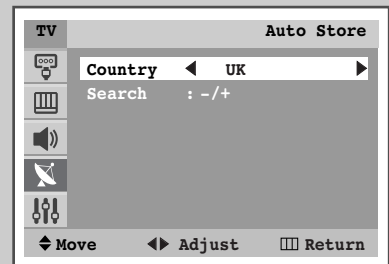 TV Auto Store
Country ◀ UK ▶
Search : -/+
Move Adjust Return